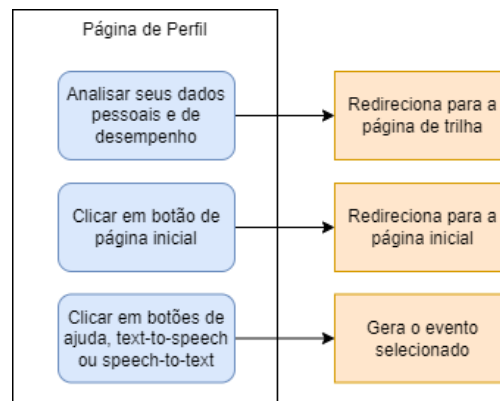 Página de Perfil
Analisar seus dados
pessoais e de
desempenho
Redireciona para a
página de trilha
Clicar em botão de
página inicial
Redireciona para a
página inicial
Clicar em botões de
ajuda, text-to-speech
ou speech-to-text
Gera o evento
selecionado